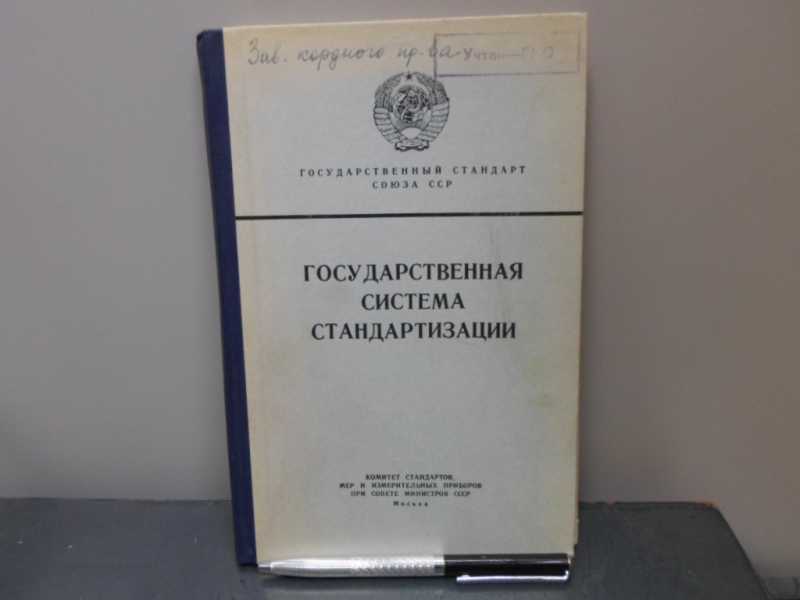 Зав. кордного пр-ва
ГОСУДАРСТВЕННЫЙ СТАНДАРТ
СОЮЗА ССР
ГОСУДАРСТВЕННАЯ
СИСТЕМА
СТАНДАРТИЗАЦИИ
КОМИТЕТ СТАНДАРТОВ,
МЕР И ИЗМЕРИТЕЛЬНЫХ ПРИБОРОВ
ПРИ СОВЕТЕ МИНИСТРОВ СССР
Москва